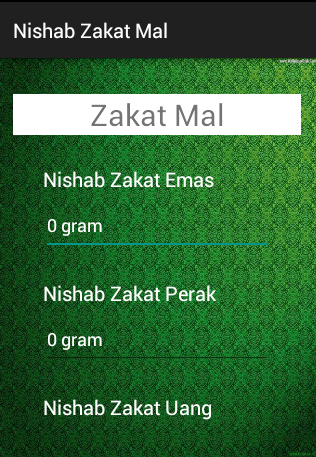 Nishab Zakat Mal
Zakat Mal
Nishab Zakat Emas
0 gram
Nishab Zakat Perak
0 gram
Nishab Zakat Uang